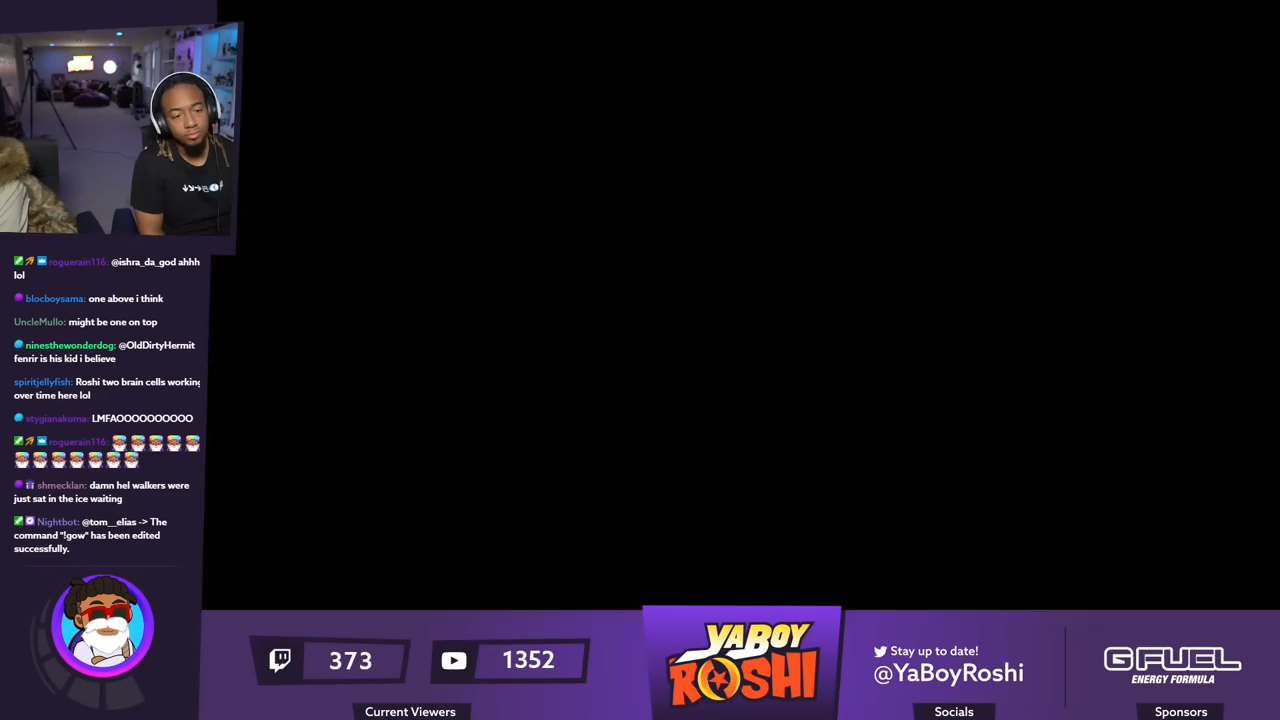 roguerain116: @ishra_da_god ahhh
lol
blocboysama: one above i think
UncleMullo: might be one on top
ninesthewonderdog: @OldDirtyHermit
fenrir is his kid i believe
spiritjellyfish: Roshi two brain cells working
over time here lol
stygianakuma: LMFAOOOOOOOOOO
roguerain116:
shmecklan: damn hel walkers were
just sat in the ice waiting
Nightbot: @tom__elias -> The
command "!gow" has been edited
successfully.
373
1352
Current Viewers
YABOY
ROSHI
Stay up to date!
@YaBoyRoshi
Socials
G FUEL
ENERGY FORMULA
Sponsors